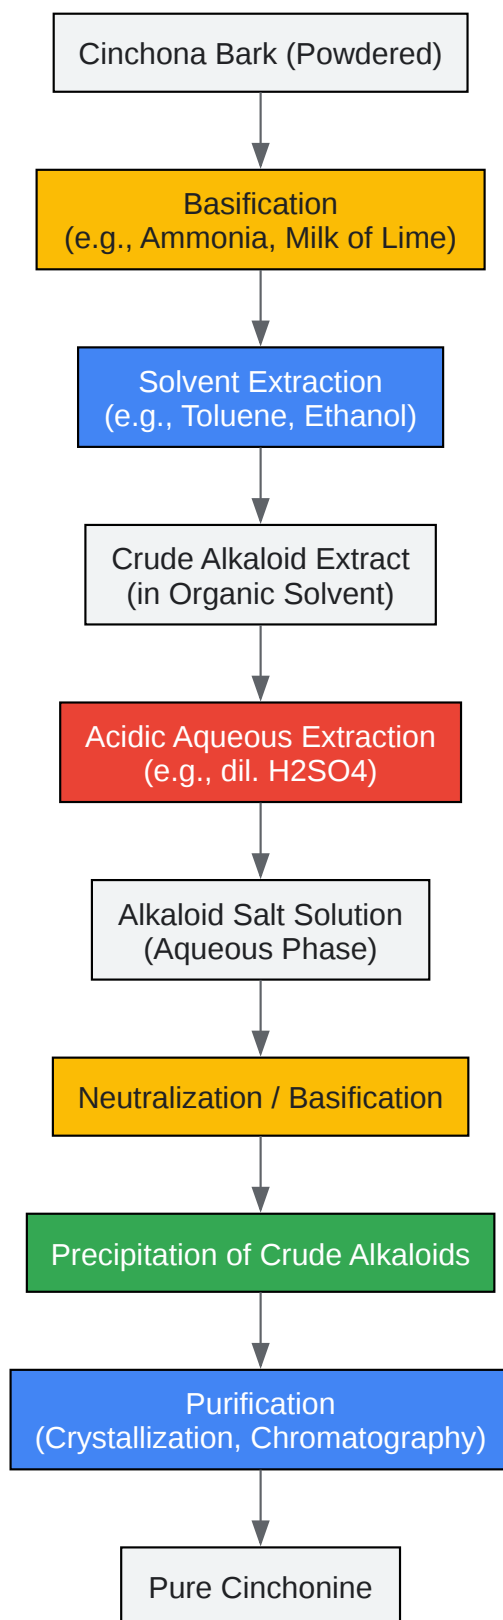 Cinchona Bark (Powdered)
Basification
(e.g., Ammonia, Milk of Lime)
Solvent Extraction
(e.g., Toluene, Ethanol)
Crude Alkaloid Extract
(in Organic Solvent)
Acidic Aqueous Extraction
(e.g., dil. H2SO4)
Alkaloid Salt Solution
(Aqueous Phase)
Neutralization / Basification
Precipitation of Crude Alkaloids
Purification
(Crystallization, Chromatography)
Pure Cinchonine